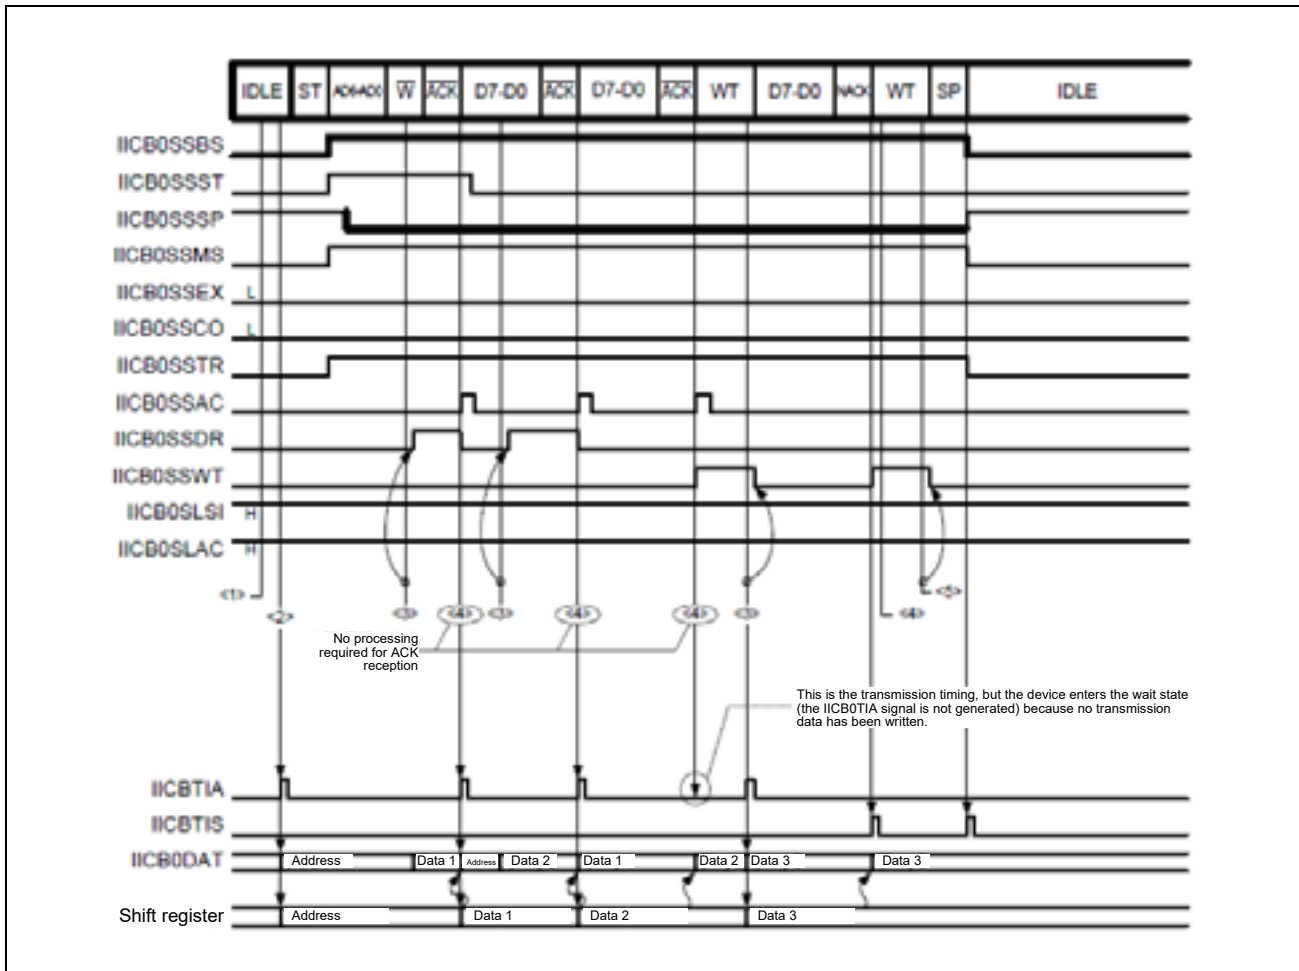 IDLE ST AD6-AD0 W ACK D7-D0 ACK D7-D0 ACK WT D7-D0 NACK WT SP IDLE
IICB0SSBS
IICB0SSST
IICB0SSSP
IICB0SSMS
IICB0SSEX L
IICB0SSCO L
IICB0SSTR
IICB0SSAC
IICB0SSDR
IICB0SSWT
IICB0SLSI H
IICB0SLAC H
<1> <5>
<2> <3> <4> <3> <4> <4> <3> <4>
No processing
required for ACK
reception
This is the transmission timing, but the device enters the wait state
(the IICB0TIA signal is not generated) because no transmission
data has been written.
IICBTIA
IICBTIS
IICB0DAT Address Data 1 Address Data 2 Data 1 Data 2 Data 3 Data 3
Shift register Address Data 1 Data 2 Data 3